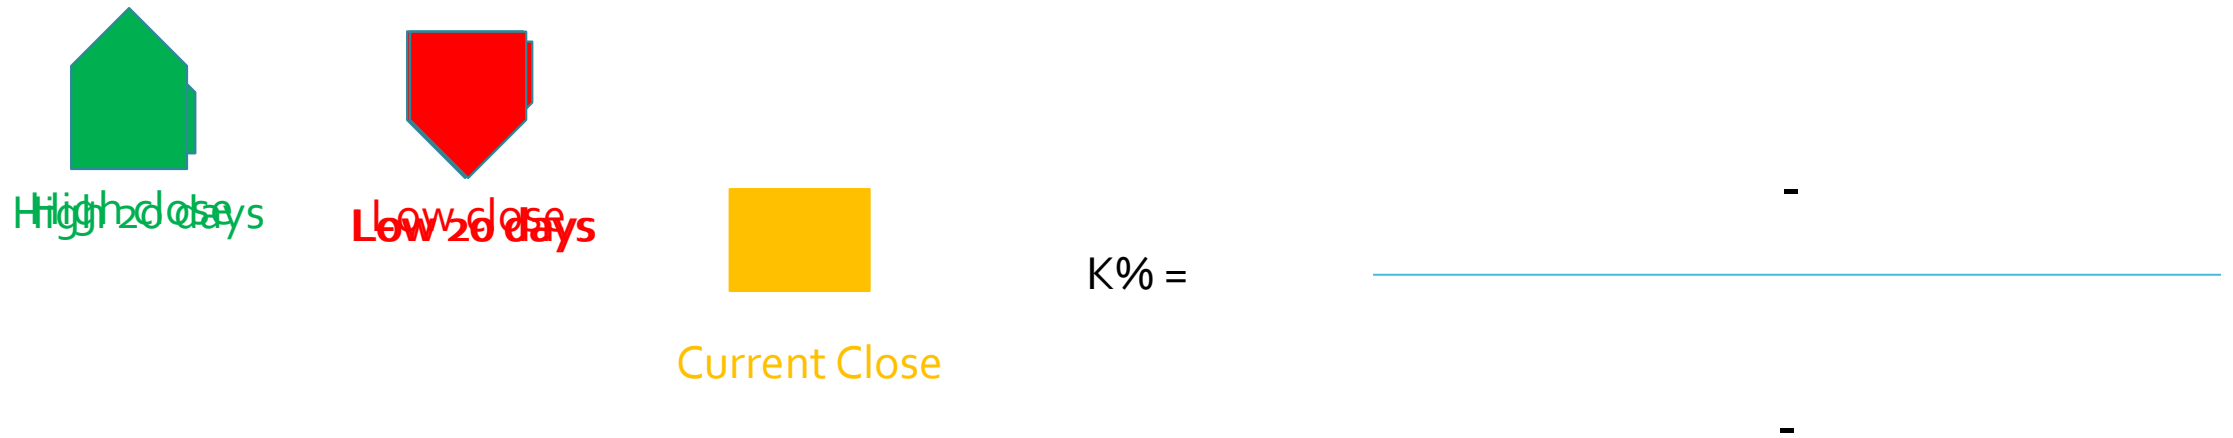 High close
High 20 days
Low close
Low 20 days
Current Close
K% =
-
-